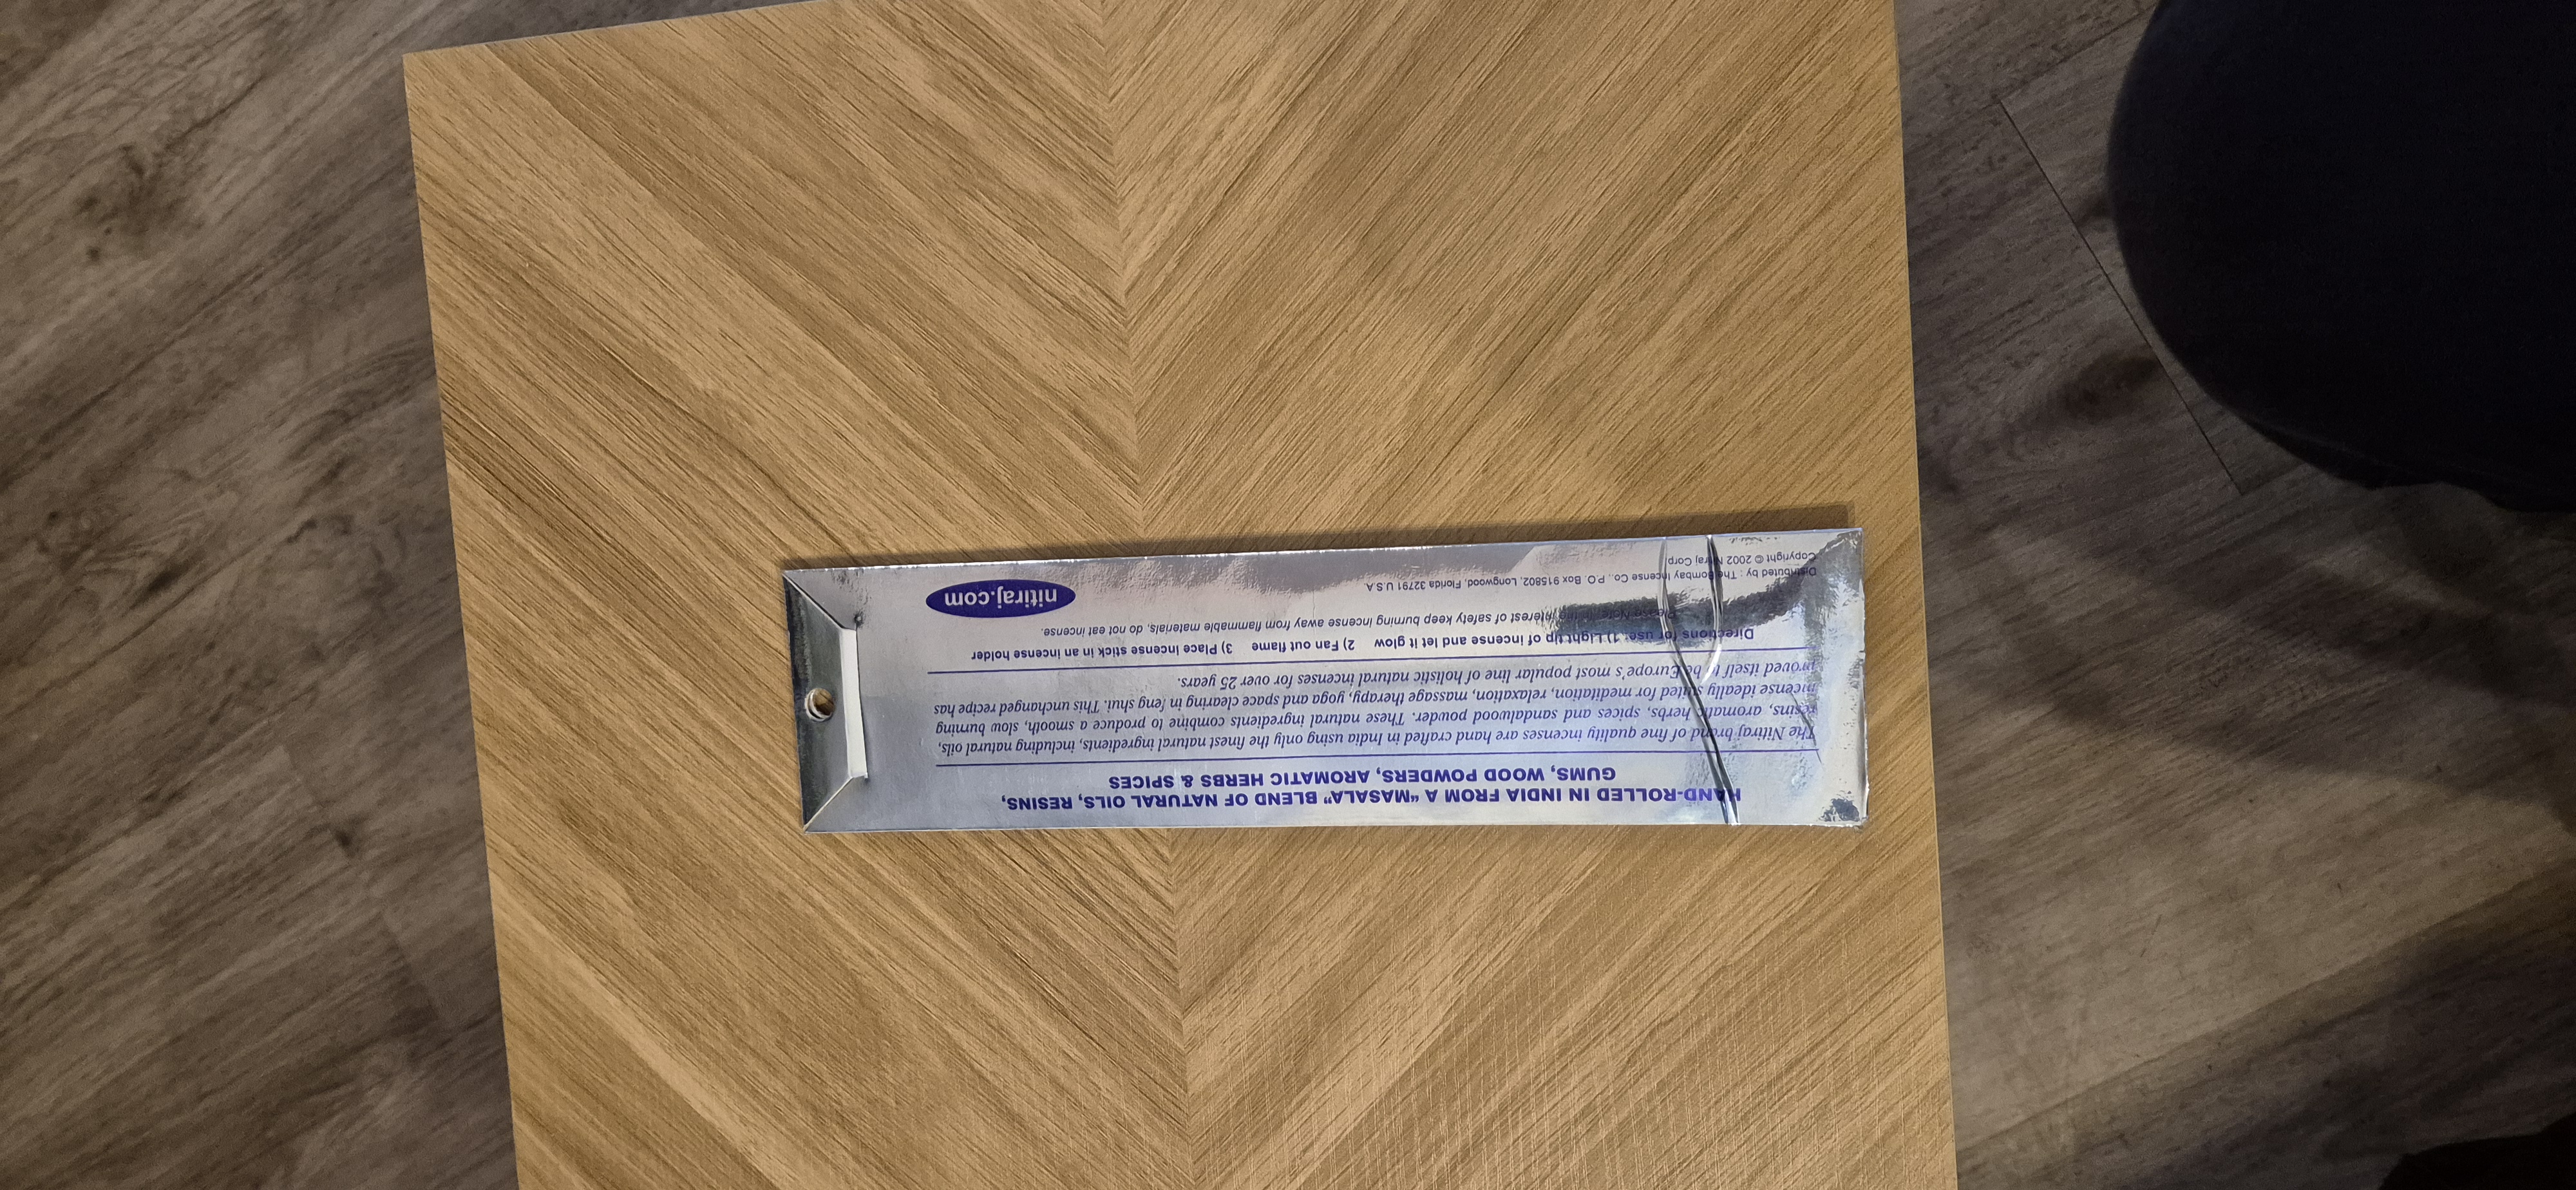 HAND-ROLLED IN INDIA FROM A “MASALA” BLEND OF NATURAL OILS, RESINS,
GUMS, WOOD POWDERS, AROMATIC HERBS & SPICES
The Nitiraj brand of fine quality incenses are hand crafted in India using only the finest natural ingredients, including natural oils,
resins, aromatic herbs, spices and sandalwood powder. These natural ingredients combine to produce a smooth, slow burning
incense ideally suited for meditation, relaxation, massage therapy, yoga and space clearing in feng shui. This unchanged recipe has
proved itself to be Europe's most popular line of holistic natural incenses for over 25 years.
Directions for use: 1) Light tip of incense and let it glow 2) Fan out flame 3) Place incense stick in an incense holder
Please Note: In the interest of safety keep burning incense away from flammable materials, do not eat incense.
Distributed by : The Bombay Incense Co., P.O. Box 915802, Longwood, Florida 32791 U.S.A
Copyright © 2002 Nitiraj Corp
nitiraj.com